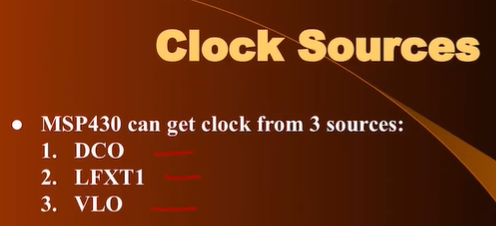 Clock Sources
● MSP430 can get clock from 3 sources:
1. DCO
2. LFXT1
3. VLO